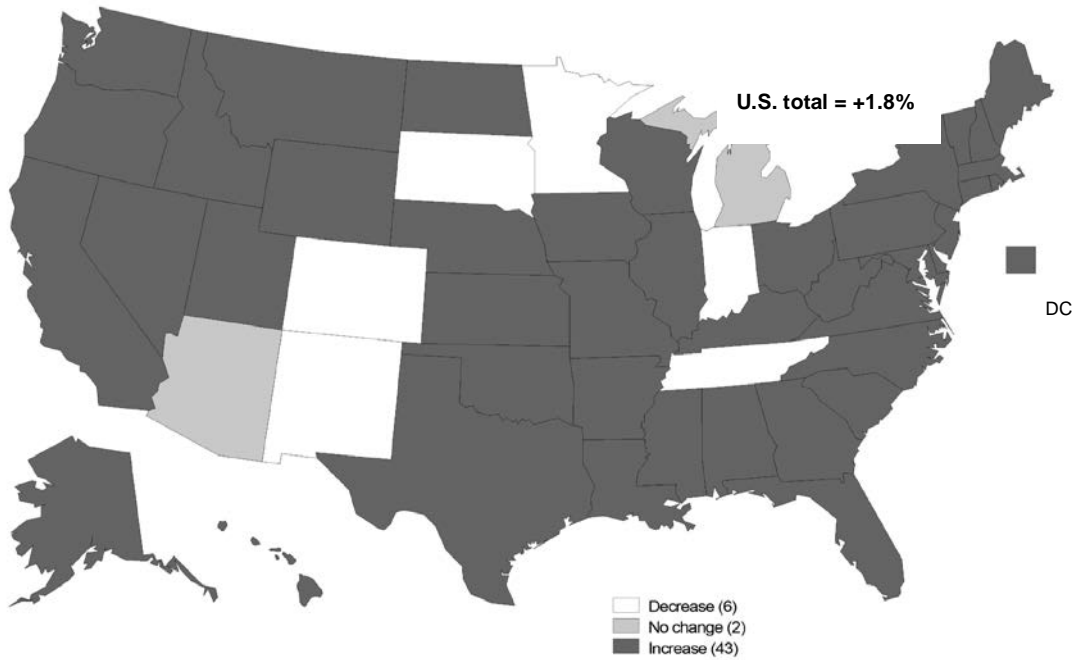 U.S. total = +1.8%
DC
Decrease (6)
No change (2)
Increase (43)